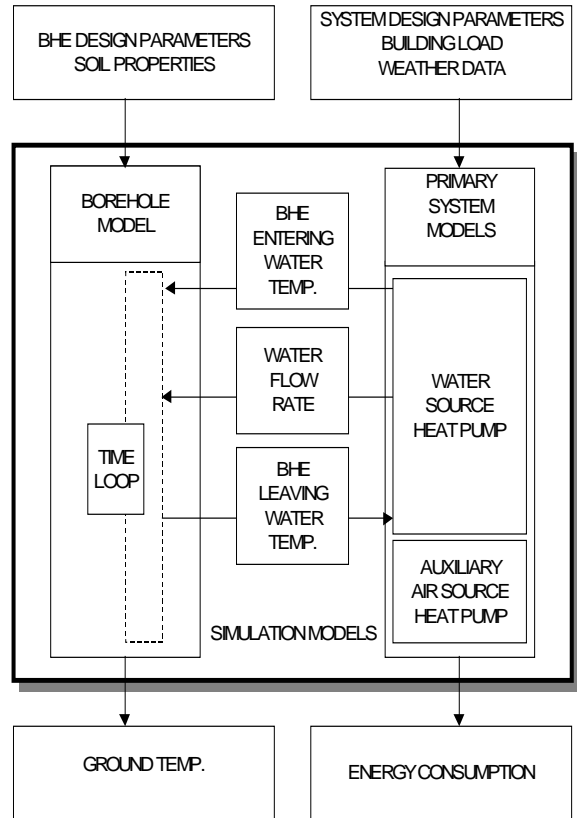 BHE DESIGN PARAMETERS
SOIL PROPERTIES
SYSTEM DESIGN PARAMETERS
BUILDING LOAD
WEATHER DATA
BOREHOLE
MODEL
BHE
ENTERING
WATER
TEMP.
PRIMARY
SYSTEM
MODELS
WATER
FLOW
RATE
WATER
SOURCE
HEAT PUMP
TIME
LOOP
BHE
LEAVING
WATER
TEMP.
AUXILIARY
AIR SOURCE
HEAT PUMP
SIMULATION MODELS
GROUND TEMP.
ENERGY CONSUMPTION